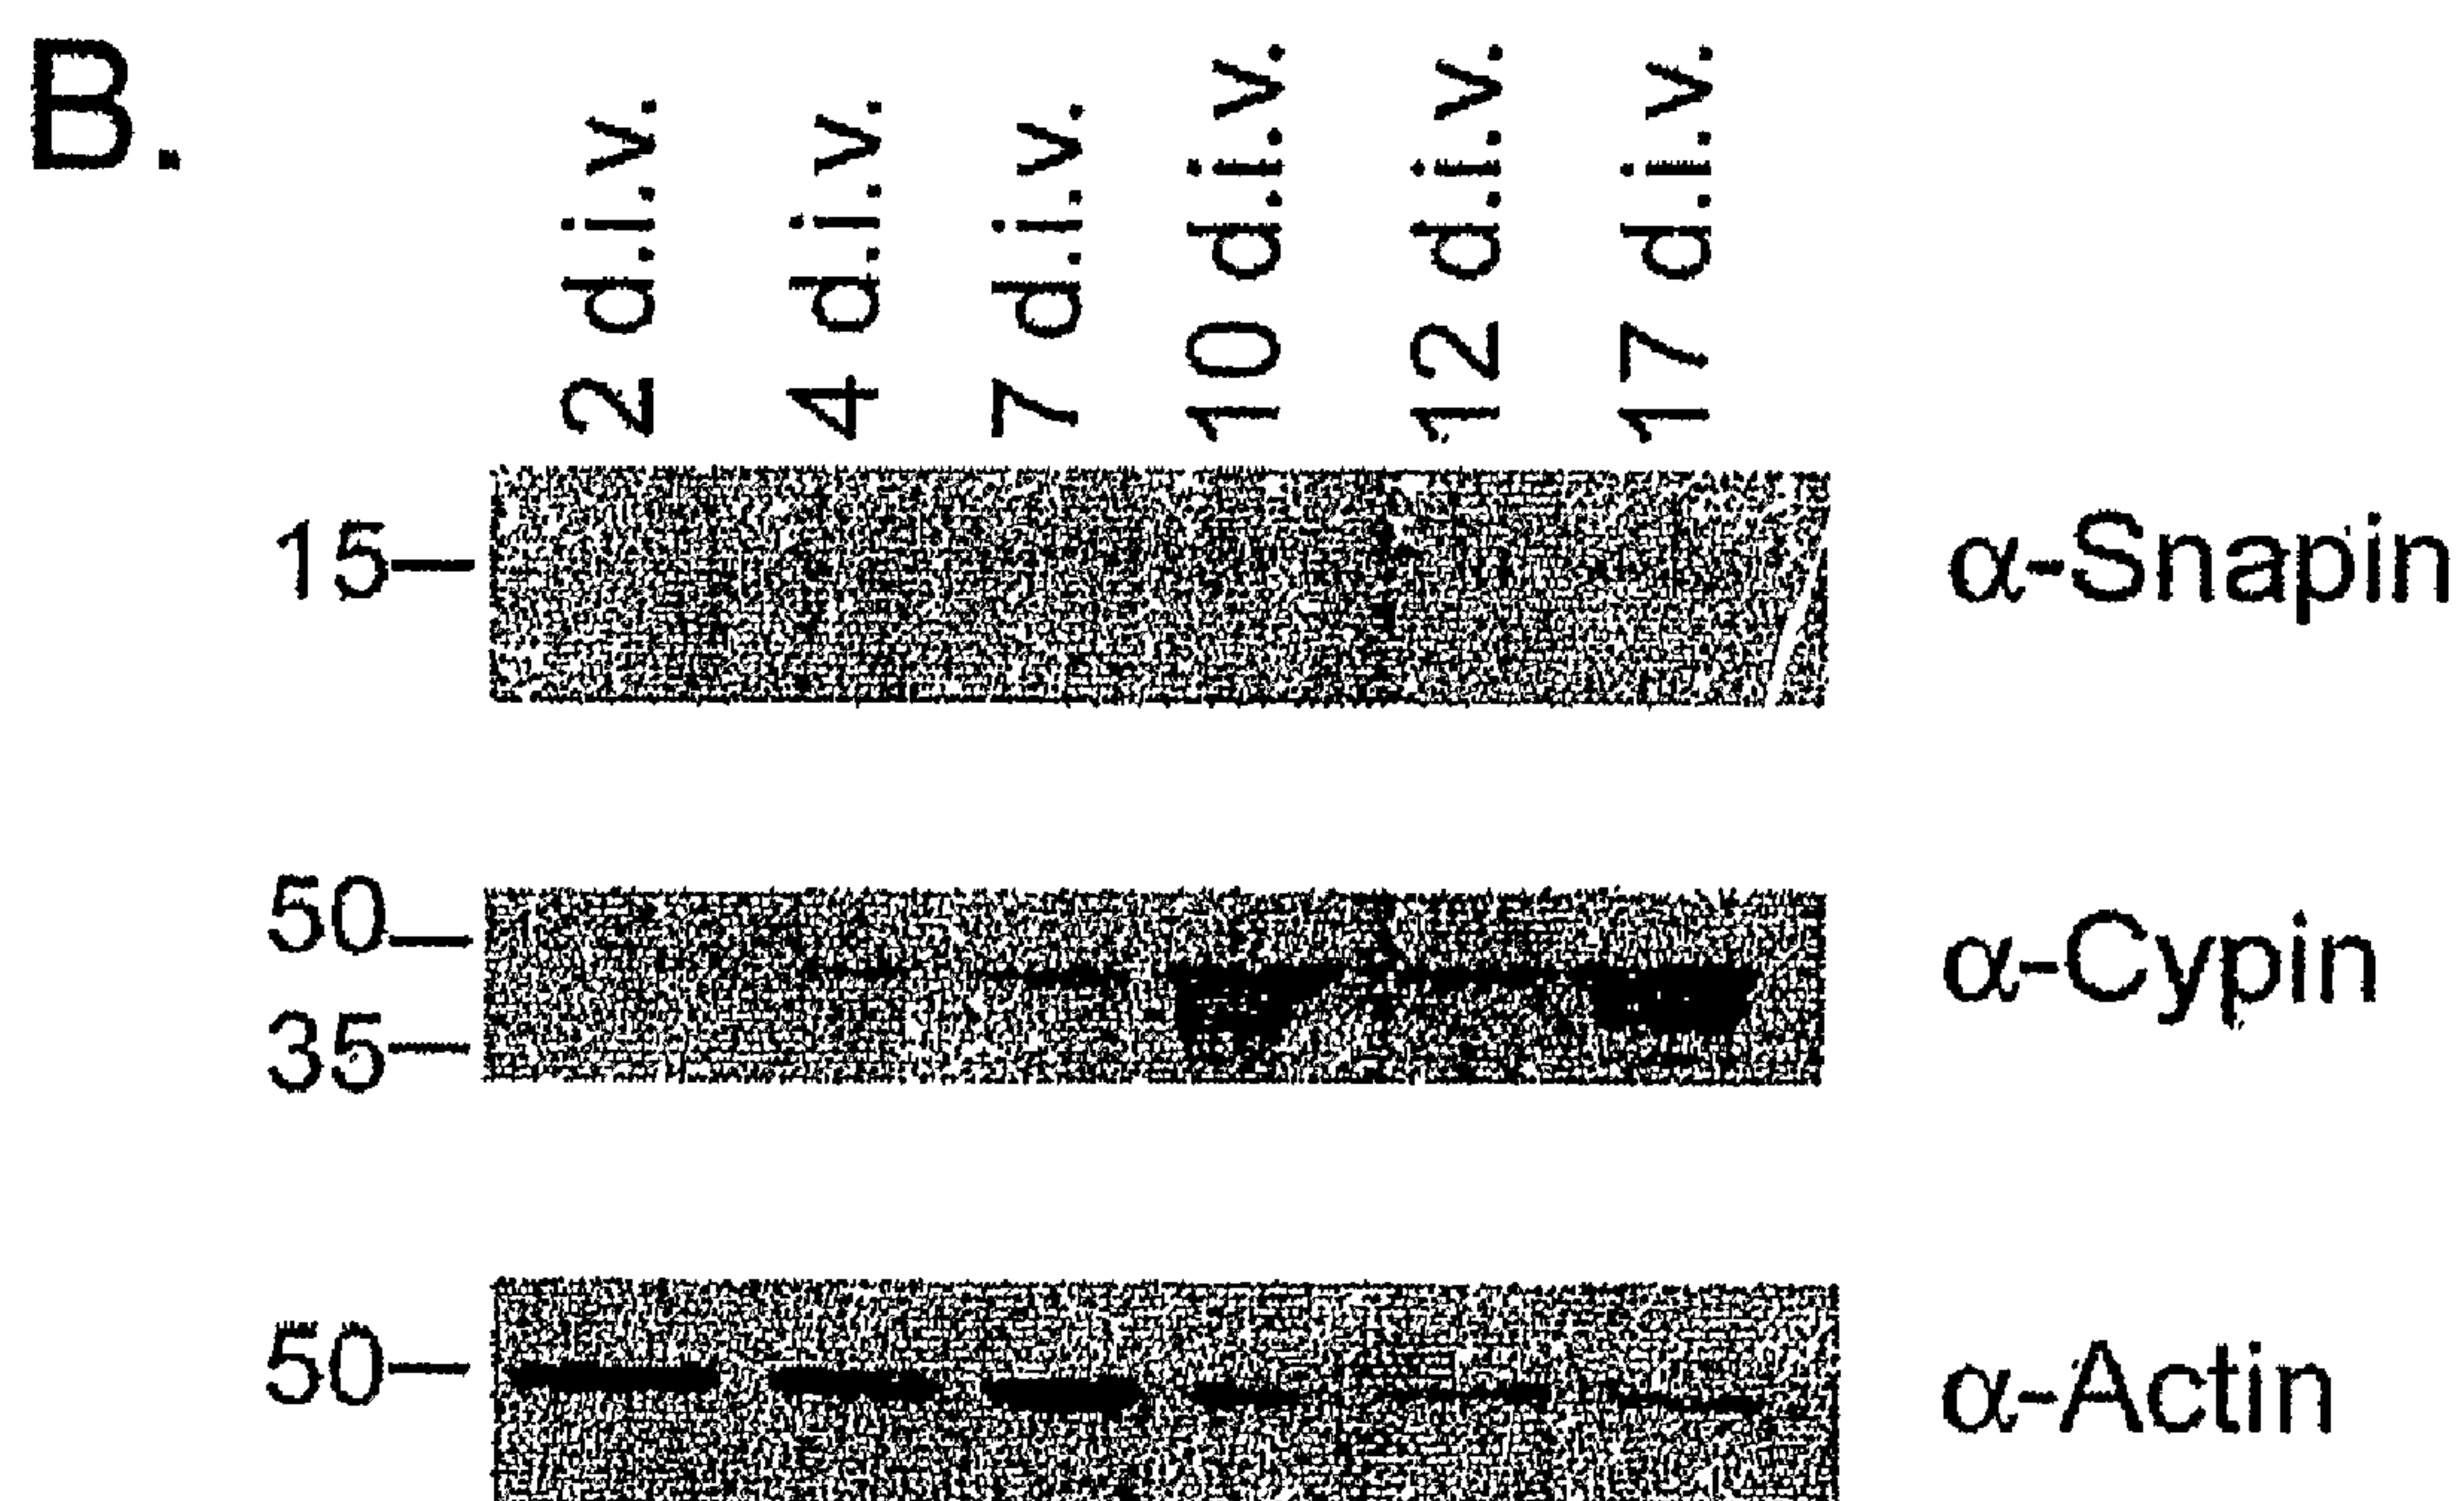 B.
2 d.i.v.
4 d.i.v.
7 d.i.v.
10 d.i.v.
12 d.i.v.
17 d.i.v.
15
α-Snapin
50
35
α-Cypin
50
α-Actin